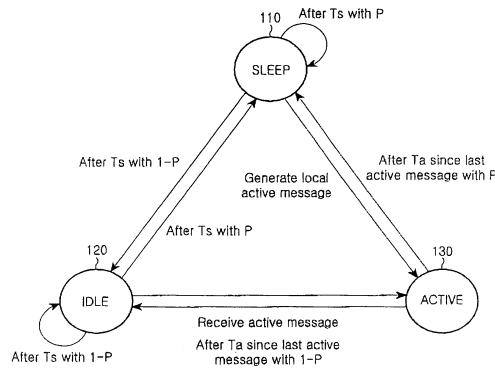 110
After Ts with P
SLEEP
After Ts with 1-P
Generate local
active message
After Ta since last
active message with P
After Ts with P
120
130
IDLE
ACTIVE
Receive active message
After Ts with 1-P
After Ta since last active
message with 1-P